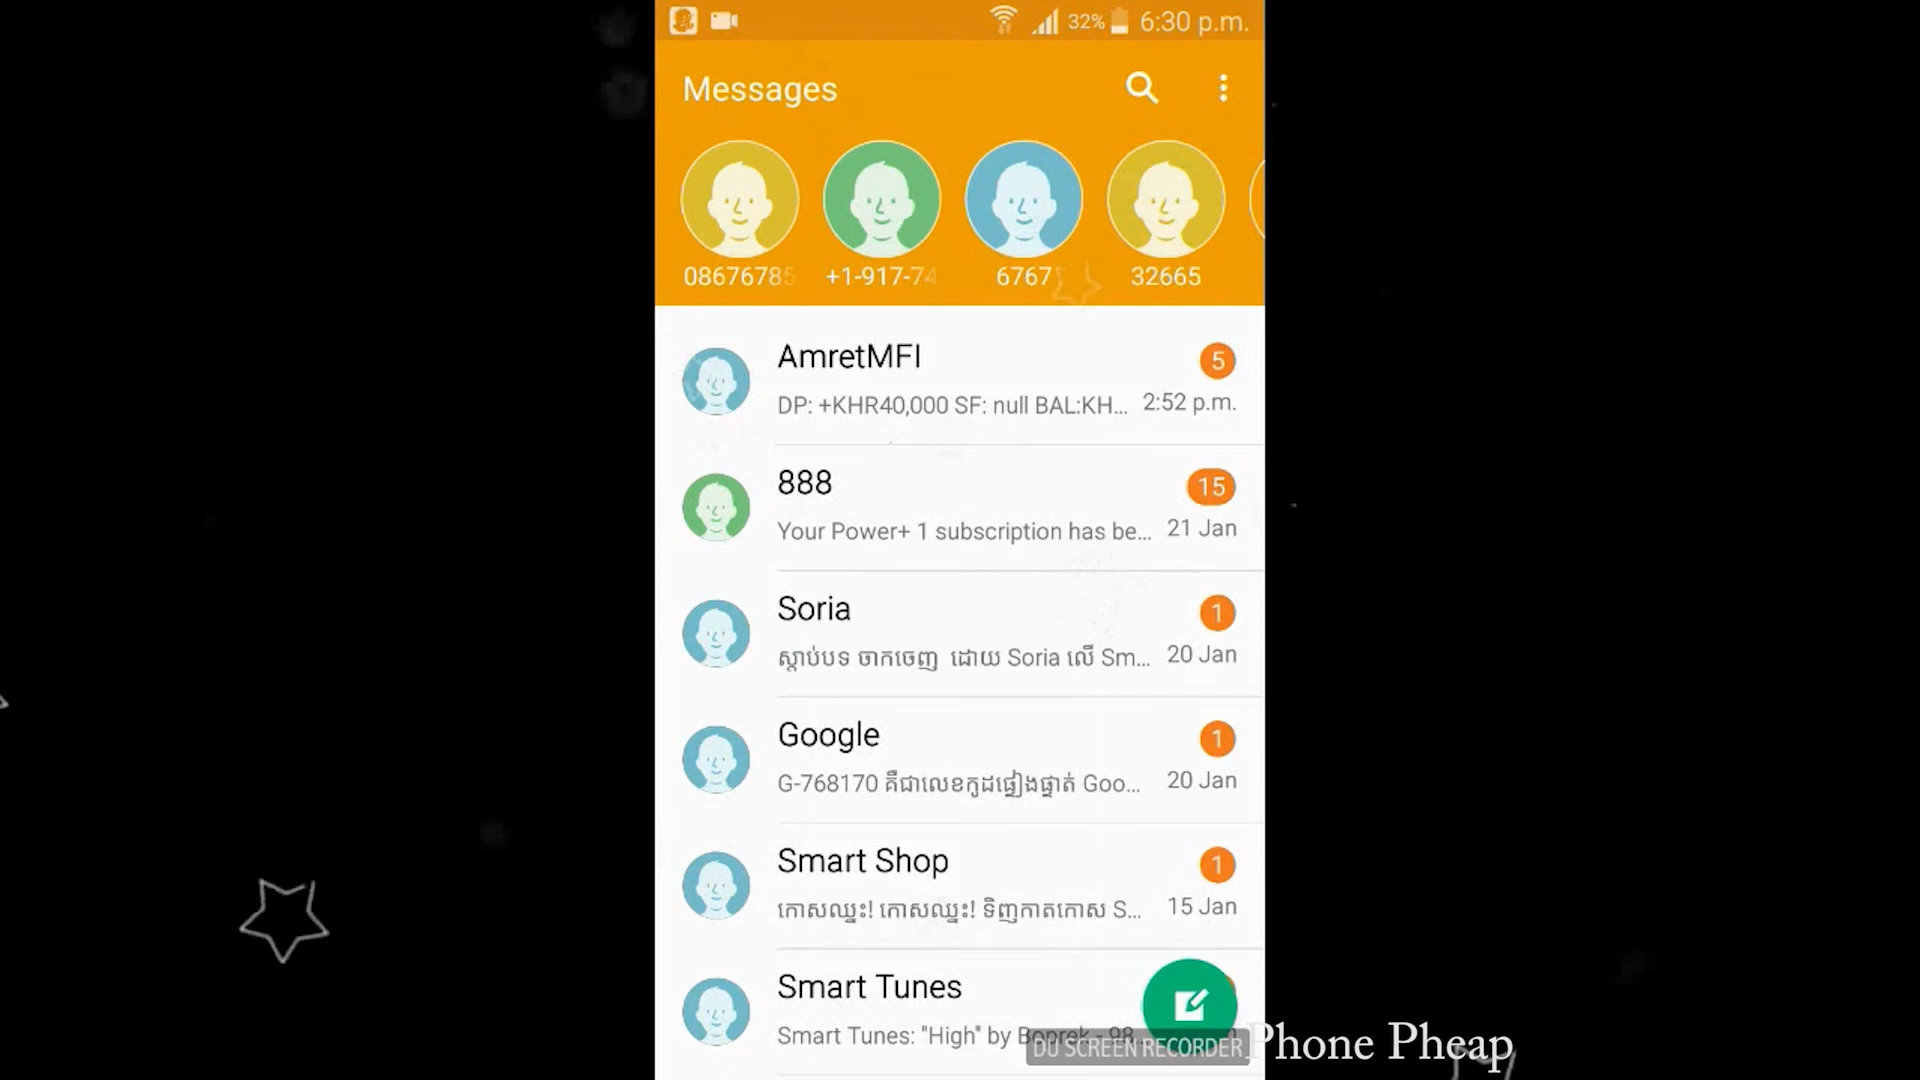 32% 6:30 p.m.
Messages
08676785 +1-917-74 6767 32665
AmretMFI 5
DP: +KHR40,000 SF: null BAL:KH... 2:52 p.m.
888 15
Your Power+ 1 subscription has be... 21 Jan
Soria 1
ស្តាប់បទ ចាកចេញ ដោយ Soria លើ Sm... 20 Jan
Google 1
G-768170 គឺជាលេខកូដផ្ទៀងផ្ទាត់ Goo... 20 Jan
Smart Shop 1
កោសឈ្នះ! កោសឈ្នះ! ទិញកាតកោស S... 15 Jan
Smart Tunes
Smart Tunes: "High" by Boprek - 98
DU SCREEN RECORDER
Phone Pheap